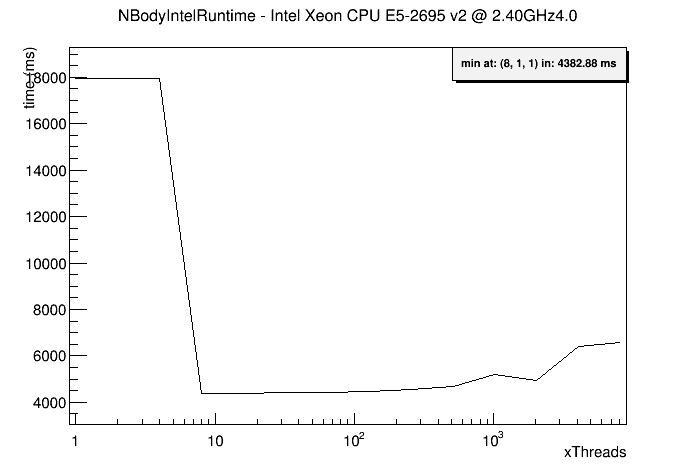 NBodyIntelRuntime - Intel Xeon CPU E5-2695 v2 @ 2.40GHz4.0
time (ms)
min at: (8, 1, 1) in: 4382.88 ms
18000
16000
14000
12000
10000
8000
6000
4000
1 10 10² 10³
xThreads